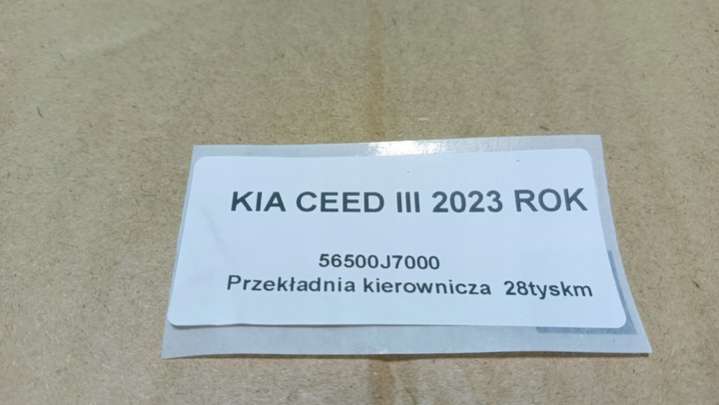 KIA CEED III 2023 ROK
56500J7000
Przekładnia kierownicza 28tyskm